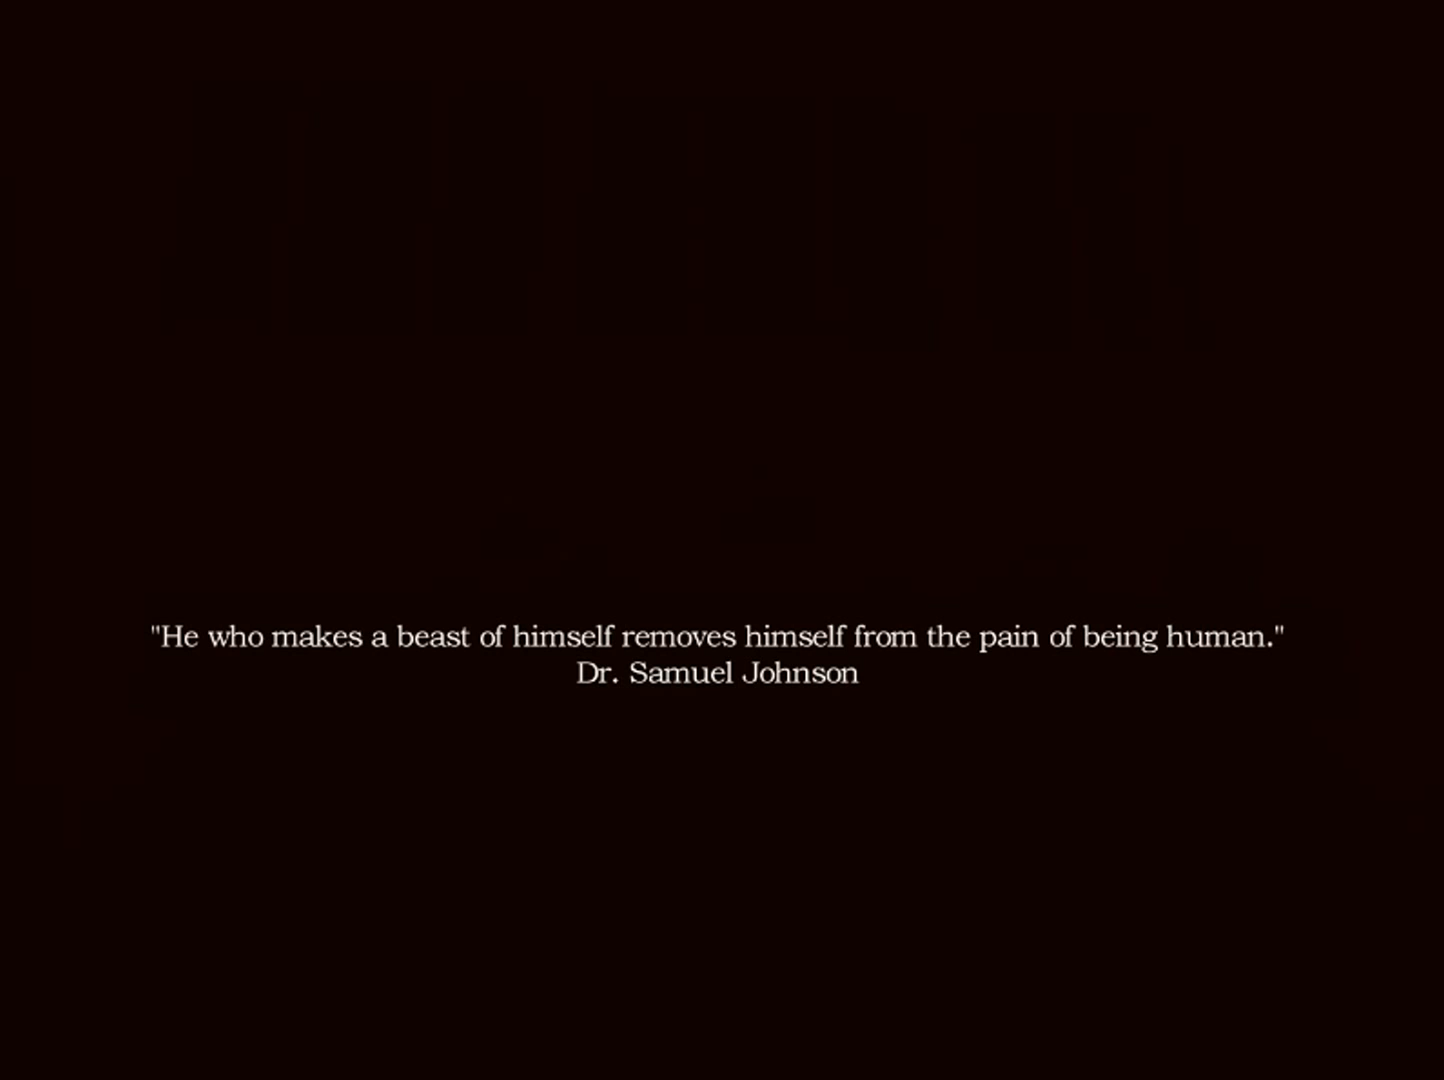 "He who makes a beast of himself removes himself from the pain of being human."
Dr. Samuel Johnson